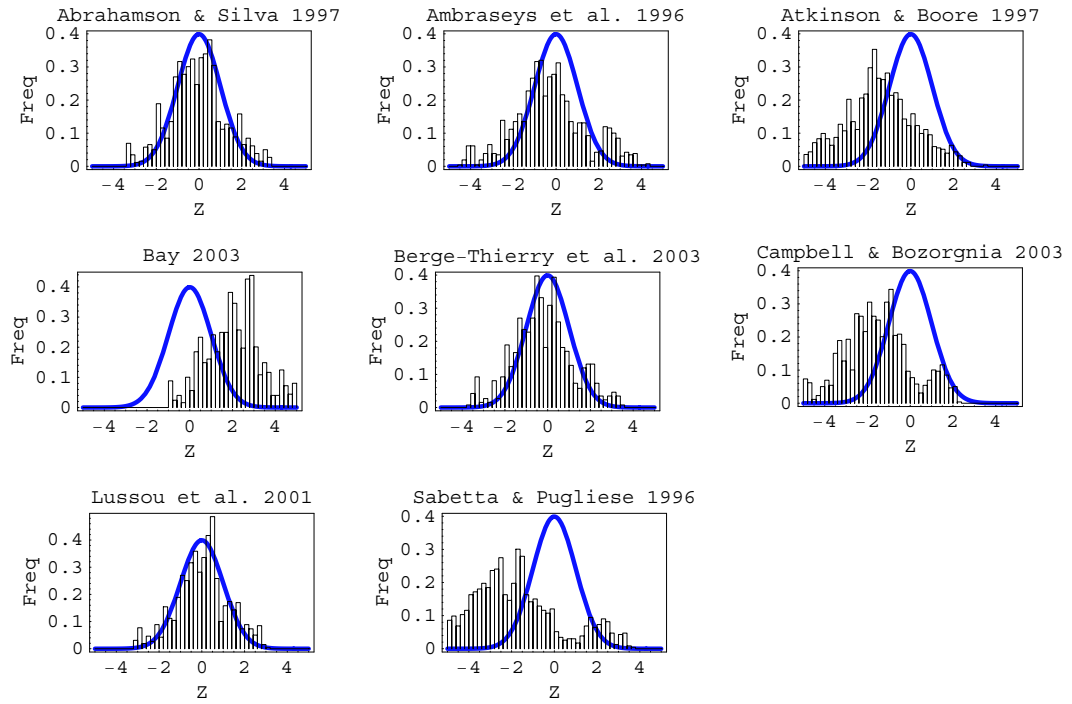 Abrahamson & Silva 1997
Freq
0.4
0.3
0.2
0.1
0
-4 -2 0 2 4
Z
Ambraseys et al. 1996
Freq
0.4
0.3
0.2
0.1
0
-4 -2 0 2 4
Z
Atkinson & Boore 1997
Freq
0.4
0.3
0.2
0.1
0
-4 -2 0 2 4
Z
Bay 2003
Freq
0.4
0.3
0.2
0.1
0
-4 -2 0 2 4
Z
Berge-Thierry et al. 2003
Freq
0.4
0.3
0.2
0.1
0
-4 -2 0 2 4
Z
Campbell & Bozorgnia 2003
Freq
0.4
0.3
0.2
0.1
0
-4 -2 0 2 4
Z
Lussou et al. 2001
Freq
0.4
0.3
0.2
0.1
0
-4 -2 0 2 4
Z
Sabetta & Pugliese 1996
Freq
0.4
0.3
0.2
0.1
0
-4 -2 0 2 4
Z